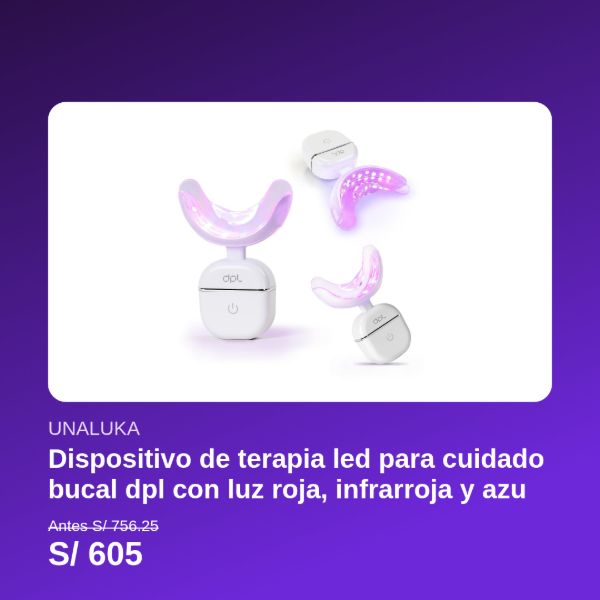 dpl
dpl
dpl
UNALUKA
Dispositivo de terapia led para cuidado
bucal dpl con luz roja, infrarroja y azu
Antes S/ 756.25
S/ 605